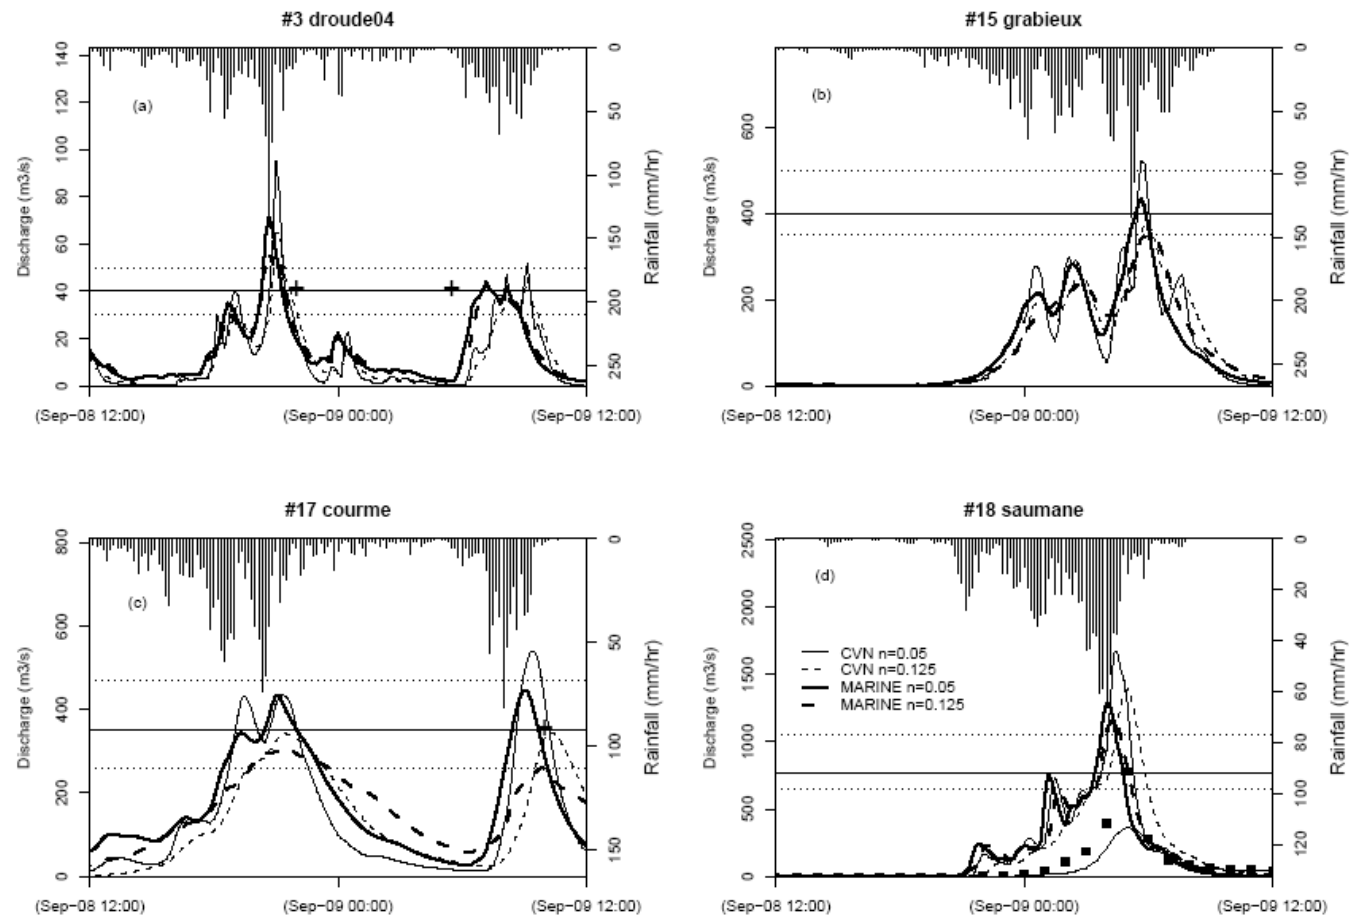 #3 droude04
(a)
Discharge (m3/s)
0 20 40 60 80 100 120 140
Rainfall (mm/hr)
0 50 100 150 200 250
(Sep−08 12:00) (Sep−09 00:00) (Sep−09 12:00)
#15 grabieux
(b)
Discharge (m3/s)
0 200 400 600
Rainfall (mm/hr)
0 50 100 150 200 250
(Sep−08 12:00) (Sep−09 00:00) (Sep−09 12:00)
#17 courme
(c)
Discharge (m3/s)
0 200 400 600 800
Rainfall (mm/hr)
0 50 100 150
(Sep−08 12:00) (Sep−09 00:00) (Sep−09 12:00)
#18 saumane
(d)
CVN n=0.05
CVN n=0.125
MARINE n=0.05
MARINE n=0.125
Discharge (m3/s)
0 500 1000 1500 2000 2500
Rainfall (mm/hr)
0 20 40 60 80 100 120
(Sep−08 12:00) (Sep−09 00:00) (Sep−09 12:00)